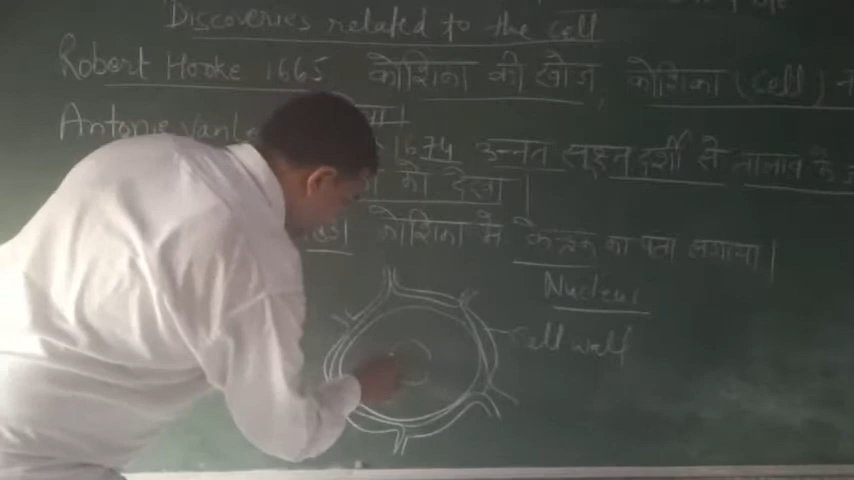 Discoveries related to the cell
Robert Hooke 1665 कोशिका की खोज, कोशिका (Cell)
Antonie Vanl
1674 उन्नत सूक्ष्मदर्शी से तालाब के
को देखा।
कोशिका में केन्द्रक का पता लगाया।
Nucleus
Cell wall